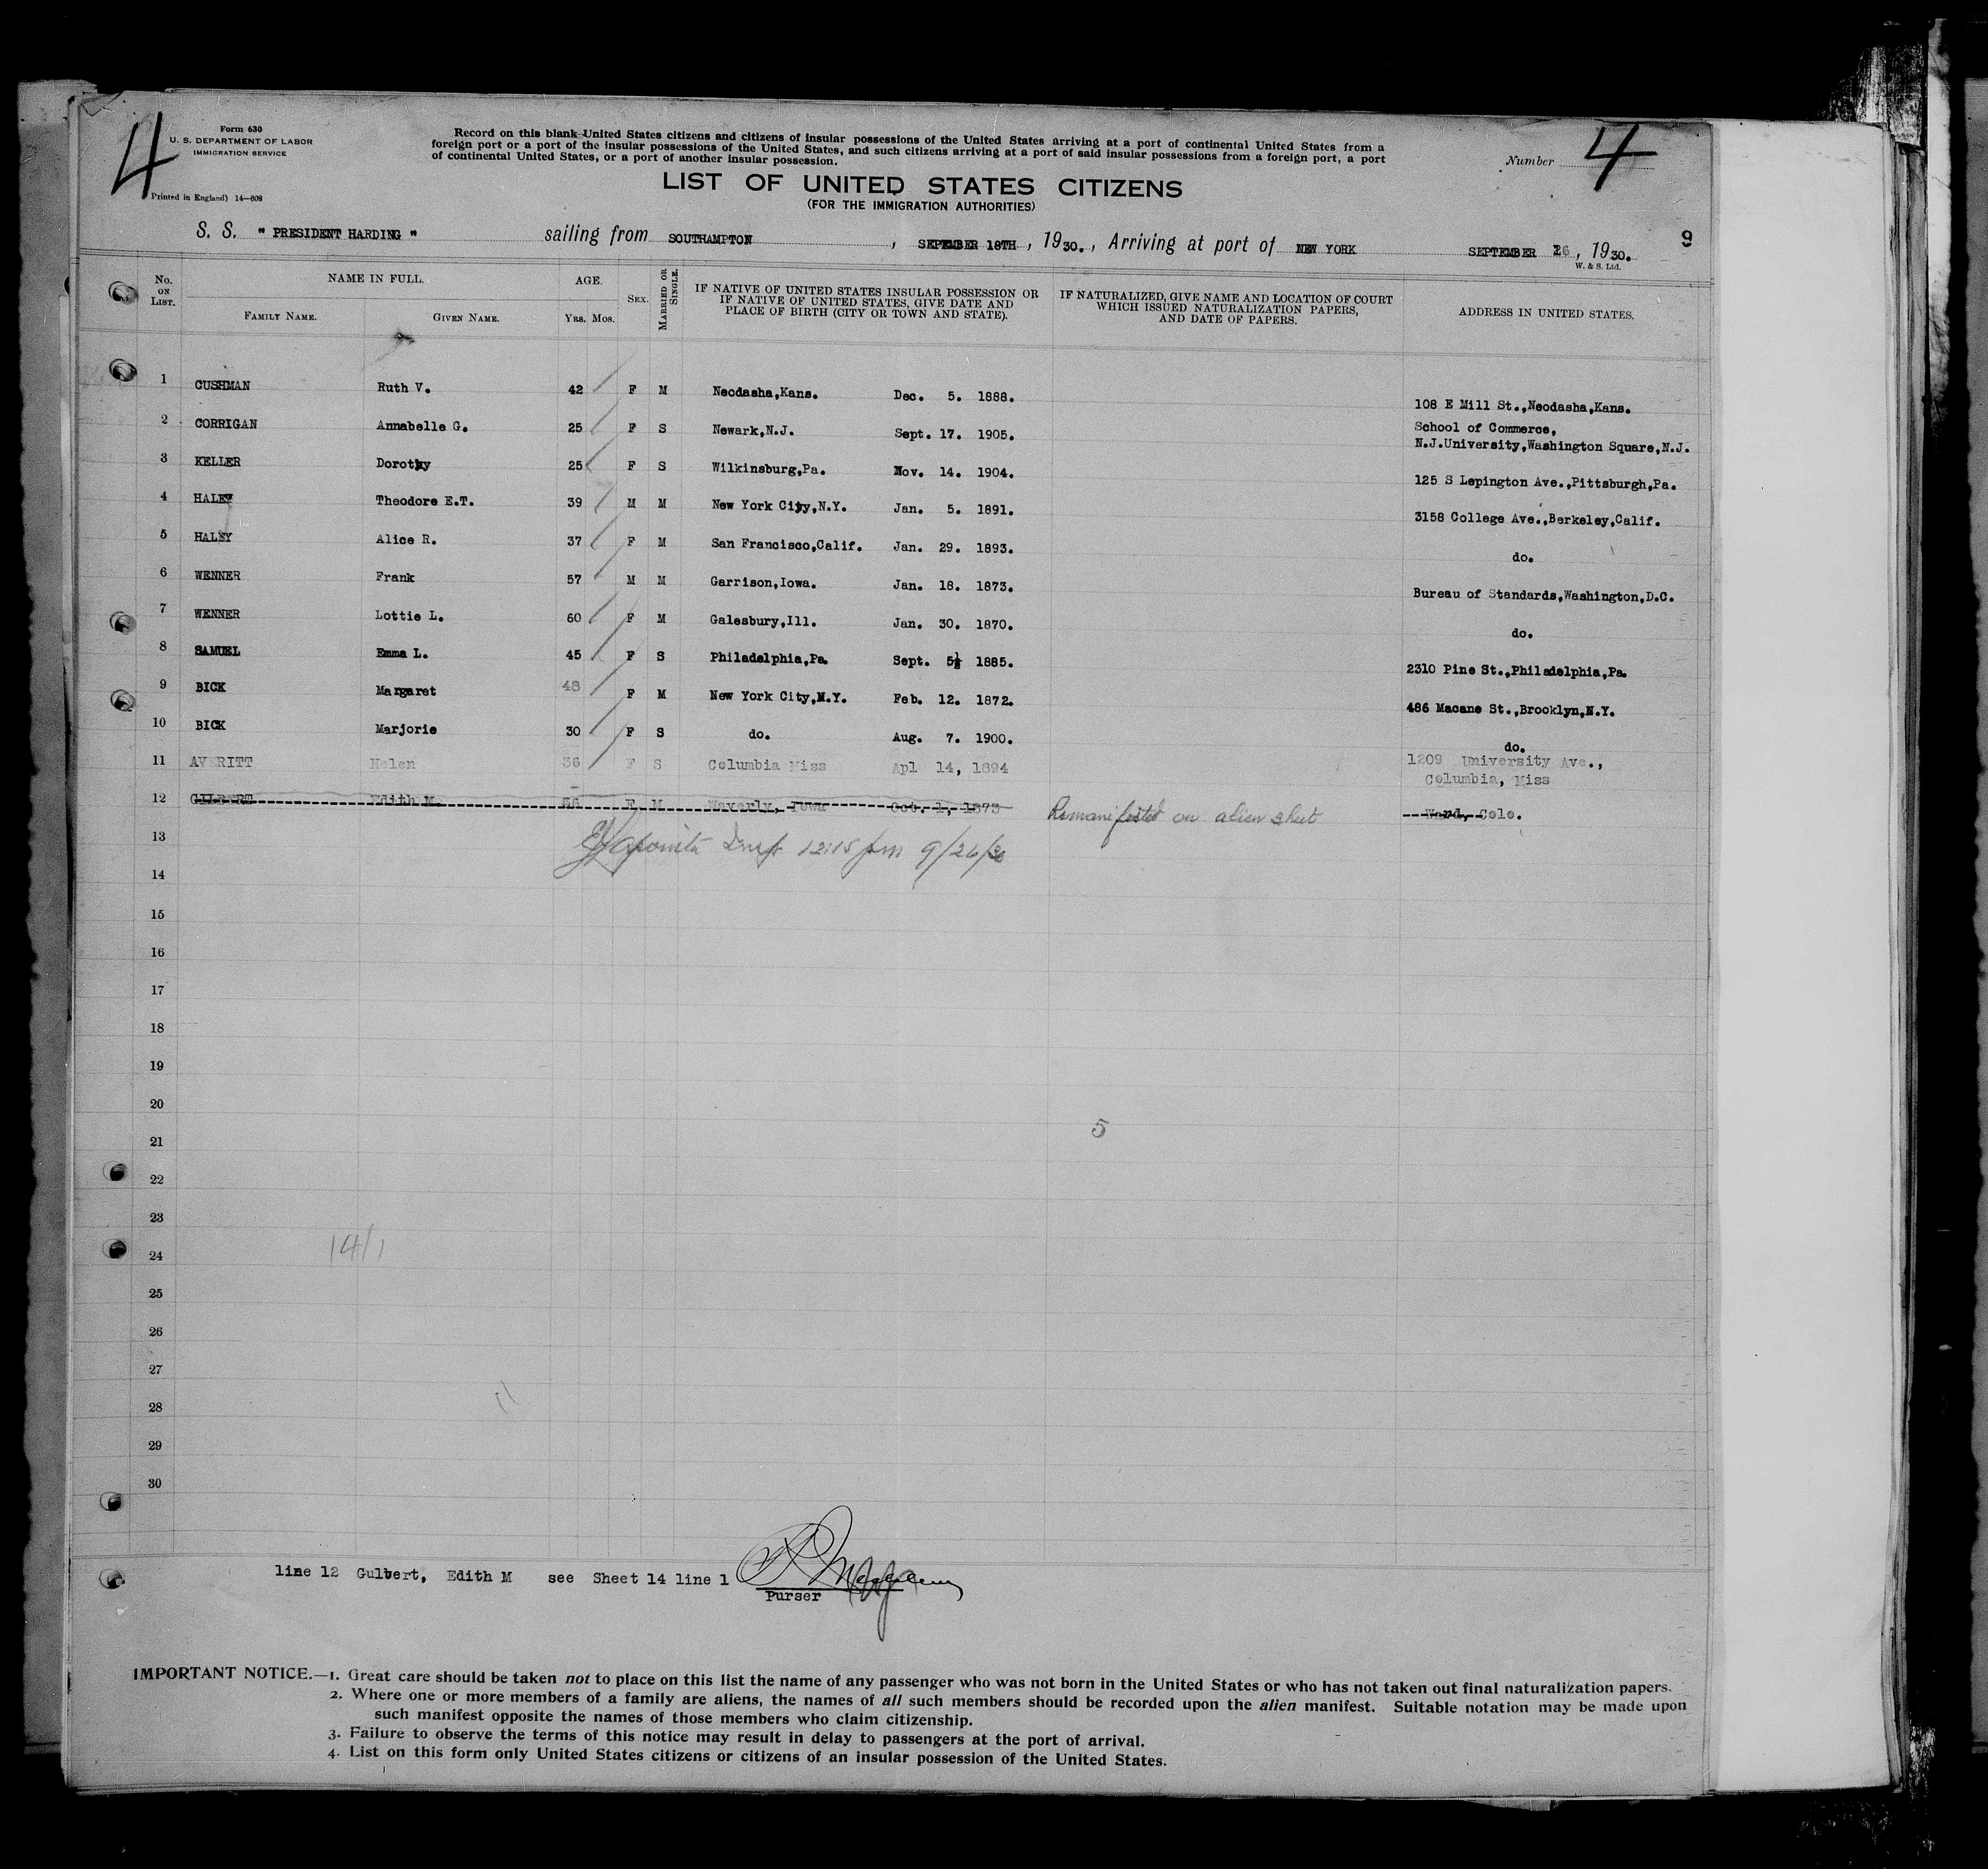 4
Form 630
U. S. DEPARTMENT OF LABOR
IMMIGRATION SERVICE
Printed in England) 14—609
Record on this blank United States citizens and citizens of insular possessions of the United States arriving at a port of continental United States from a
foreign port or a port of the insular possessions of the United States, and such citizens arriving at a port of said insular possessions from a foreign port, a port
of continental United States, or a port of another insular possession.
Number 4
LIST OF UNITED STATES CITIZENS
(FOR THE IMMIGRATION AUTHORITIES)
S. S. " PRESIDENT HARDING " sailing from SOUTHAMPTON , SEPTEMBER 18TH , 1930. , Arriving at port of NEW YORK SEPTEMBER 26 , 1930.
9
W. & S. Ltd.
No. ON LIST. NAME IN FULL. AGE. SEX. MARRIED OR SINGLE. IF NATIVE OF UNITED STATES INSULAR POSSESSION OR IF NATIVE OF UNITED STATES, GIVE DATE AND PLACE OF BIRTH (CITY OR TOWN AND STATE). IF NATURALIZED, GIVE NAME AND LOCATION OF COURT WHICH ISSUED NATURALIZATION PAPERS, AND DATE OF PAPERS. ADDRESS IN UNITED STATES.
FAMILY NAME. GIVEN NAME. YRS. MOS.
1 CUSHMAN Ruth V. 42 F M Neodasha,Kans. Dec. 5. 1888. 108 E Mill St.,Neodasha,Kans.
2 CORRIGAN Annabelle G. 25 F S Newark,N.J. Sept. 17. 1905. School of Commerce,
N.J.University,Washington Square,N.J.
3 KELLER Dorothy 25 F S Wilkinsburg,Pa. Nov. 14. 1904. 125 S Lepington Ave.,Pittsburgh,Pa.
4 HALEY Theodore E.T. 39 M M New York City,N.Y. Jan. 5. 1891. 3158 College Ave.,Berkeley,Calif.
5 HALEY Alice R. 37 F M San Francisco,Calif. Jan. 29. 1893. do.
6 WENNER Frank 57 M M Garrison,Iowa. Jan. 18. 1873. Bureau of Standards,Washington,D.C.
7 WENNER Lottie L. 60 F M Galesbury,Ill. Jan. 30. 1870. do.
8 SAMUEL Emma L. 45 F S Philadelphia,Pa. Sept. 5 1885. 2310 Pine St.,Philadelphia,Pa.
9 BICK Margaret 48 F M New York City,N.Y. Feb. 12. 1872. 486 Macane St.,Brooklyn,N.Y.
10 BICK Marjorie 30 F S do. Aug. 7. 1900. do.
11 AVERITT Helen 36 F S Columbia Miss Apl 14, 1894 1209 University Ave.,
Columbia, Miss
12 GILBERT Edith M. 56 F M Waverly, Iowa Oct. 1, 1873 Remanifested on alien sheet Ward, Colo.
13 12:15 pm 9/26/30
14
15
16
17
18
19
20
21
5
22
23
24
14/1
25
26
27
28
29
30
line 12 Gulbert, Edith M see Sheet 14 line 1
Purser
IMPORTANT NOTICE.—1. Great care should be taken not to place on this list the name of any passenger who was not born in the United States or who has not taken out final naturalization papers.
2. Where one or more members of a family are aliens, the names of all such members should be recorded upon the alien manifest. Suitable notation may be made upon
such manifest opposite the names of those members who claim citizenship.
3. Failure to observe the terms of this notice may result in delay to passengers at the port of arrival.
4. List on this form only United States citizens or citizens of an insular possession of the United States.